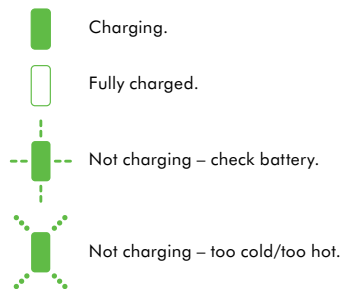 Charging.
Fully charged.
Not charging – check battery.
Not charging – too cold/too hot.